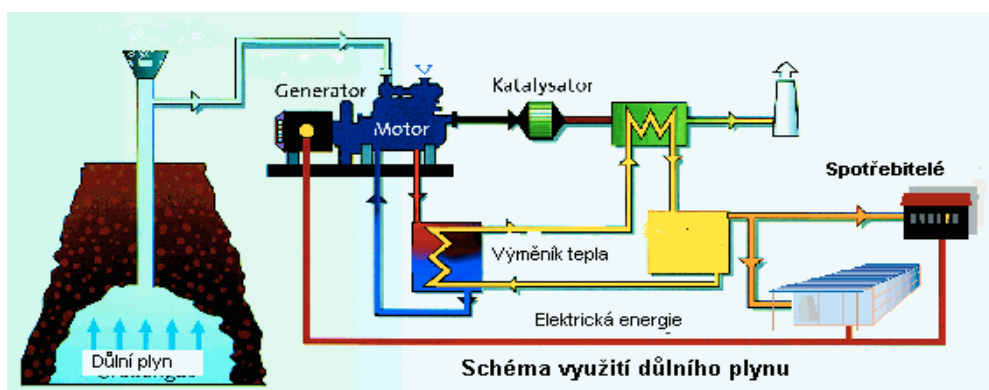 Generator
Katalysator
Motor
Spotřebitelé
Výměník tepla
Elektrická energie
Důlní plyn
Schéma využití důlního plynu